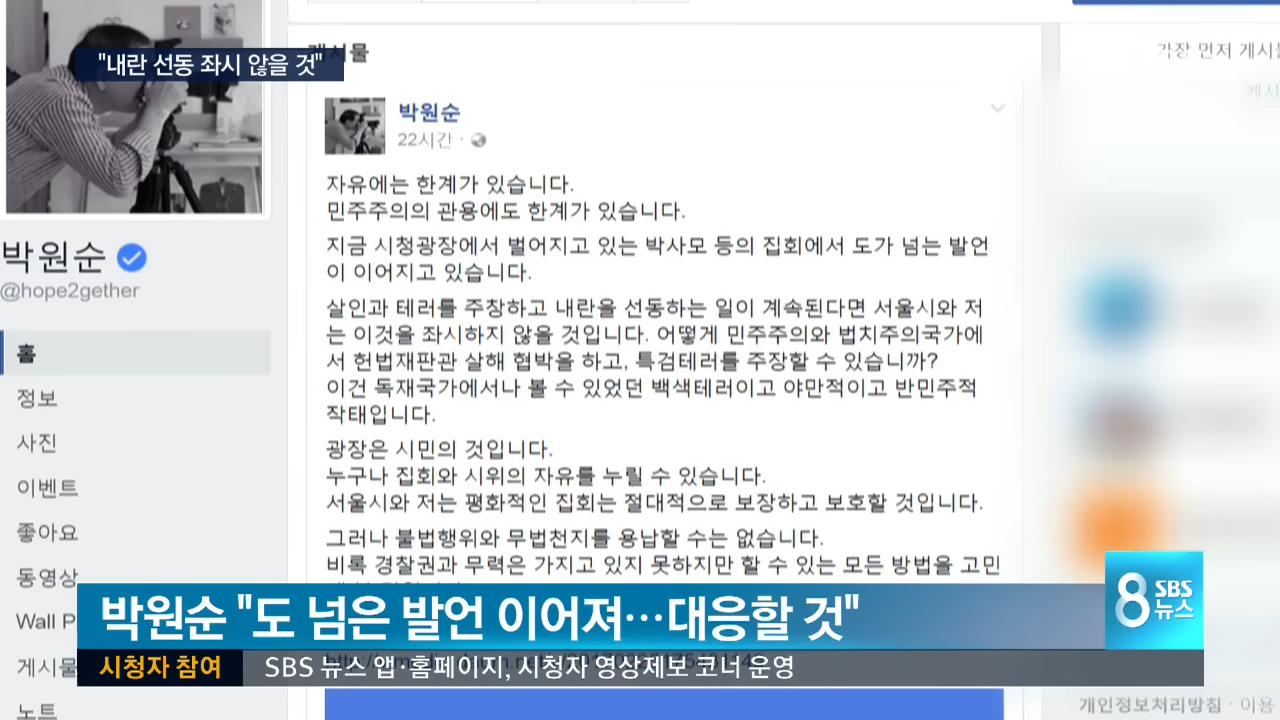 "내란 선동 좌시 않을 것"
게시물
가장 먼저 게시물
게시
박원순
22시간 ·
박원순
@hope2gether
홈
정보
사진
이벤트
좋아요
동영상
Wall P
게시물
노트
자유에는 한계가 있습니다.
민주주의의 관용에도 한계가 있습니다.
지금 시청광장에서 벌어지고 있는 박사모 등의 집회에서 도가 넘는 발언
이 이어지고 있습니다.
살인과 테러를 주창하고 내란을 선동하는 일이 계속된다면 서울시와 저
는 이것을 좌시하지 않을 것입니다. 어떻게 민주주의와 법치주의국가에
서 헌법재판관 살해 협박을 하고, 특검테러를 주장할 수 있습니까?
이건 독재국가에서나 볼 수 있었던 백색테러이고 야만적이고 반민주적
작태입니다.
광장은 시민의 것입니다.
누구나 집회와 시위의 자유를 누릴 수 있습니다.
서울시와 저는 평화적인 집회는 절대적으로 보장하고 보호할 것입니다.
그러나 불법행위와 무법천지를 용납할 수는 없습니다.
비록 경찰권과 무력은 가지고 있지 못하지만 할 수 있는 모든 방법을 고민
박원순 "도 넘은 발언 이어져…대응할 것"
8 SBS
뉴스
시청자 참여 SBS 뉴스 앱·홈페이지, 시청자 영상제보 코너 운영
개인정보처리방침 · 이용